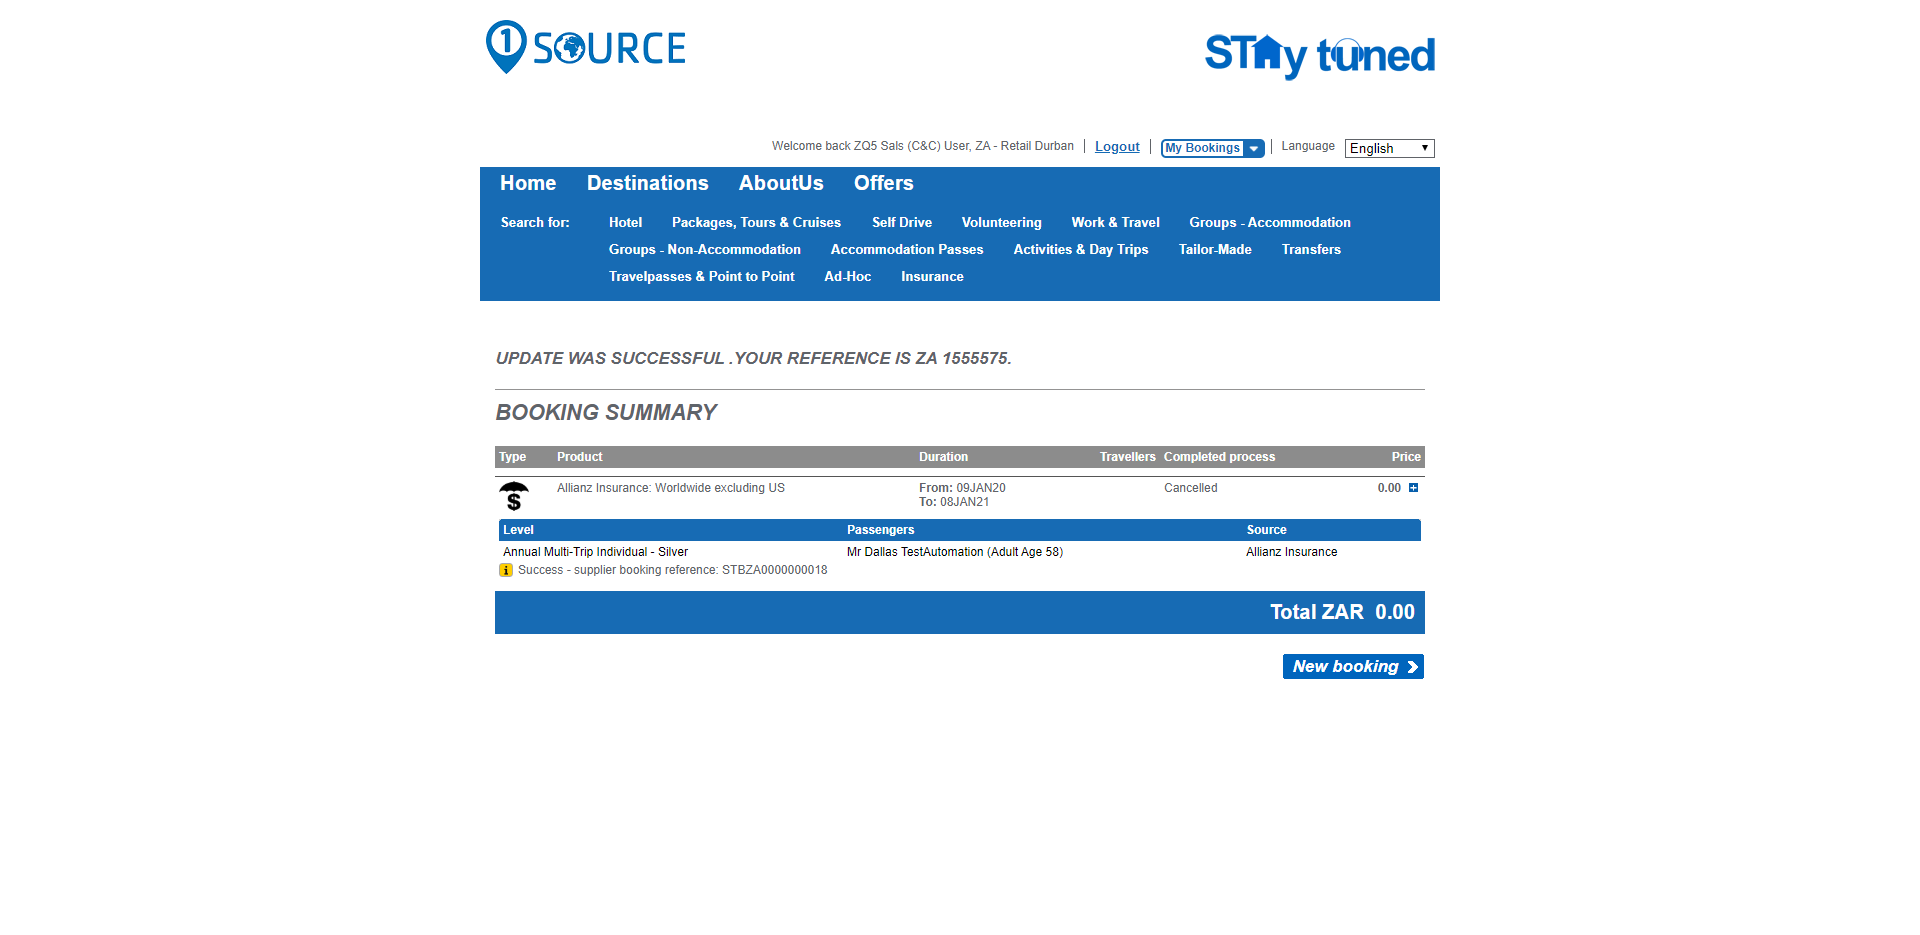 1 SOURCE
STAy tuned
Welcome back ZQ5 Sals (C&C) User, ZA - Retail Durban Logout My Bookings Language English
Home Destinations AboutUs Offers
Search for: Hotel Packages, Tours & Cruises Self Drive Volunteering Work & Travel Groups - Accommodation
Groups - Non-Accommodation Accommodation Passes Activities & Day Trips Tailor-Made Transfers
Travelpasses & Point to Point Ad-Hoc Insurance
UPDATE WAS SUCCESSFUL .YOUR REFERENCE IS ZA 1555575.
BOOKING SUMMARY
Type Product Duration Travellers Completed process Price
Allianz Insurance: Worldwide excluding US From: 09JAN20 Cancelled 0.00
To: 08JAN21
$
Level Passengers Source
Annual Multi-Trip Individual - Silver Mr Dallas TestAutomation (Adult Age 58) Allianz Insurance
i Success - supplier booking reference: STBZA0000000018
Total ZAR 0.00
New booking